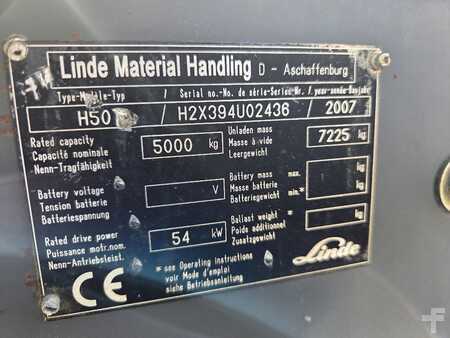 Linde Material Handling D - Aschaffenburg
Type-Modèle-Typ / Serial no.-No. de série-Serien-Nr. / year-année-Baujahr
H50 / H2X394U02436 / 2007
Rated capacity
Capacité nominale
Nenn-Tragfähigkeit
5000 kg
Unladen mass
Masse à vide
Leergewicht
7225 kg
Battery voltage
Tension batterie
Batteriespannung
V
Battery mass max.
Masse batterie
Batteriegewicht min.*
kg
kg
Rated drive power
Puissance motr.nom.
Nenn-Antriebsleist.
54 kW
Ballast weight *
Poids additionnel
Zusatzgewicht
kg
CE
* see Operating instructions
voir Mode d'emploi
siehe Betriebsanleitung
Linde